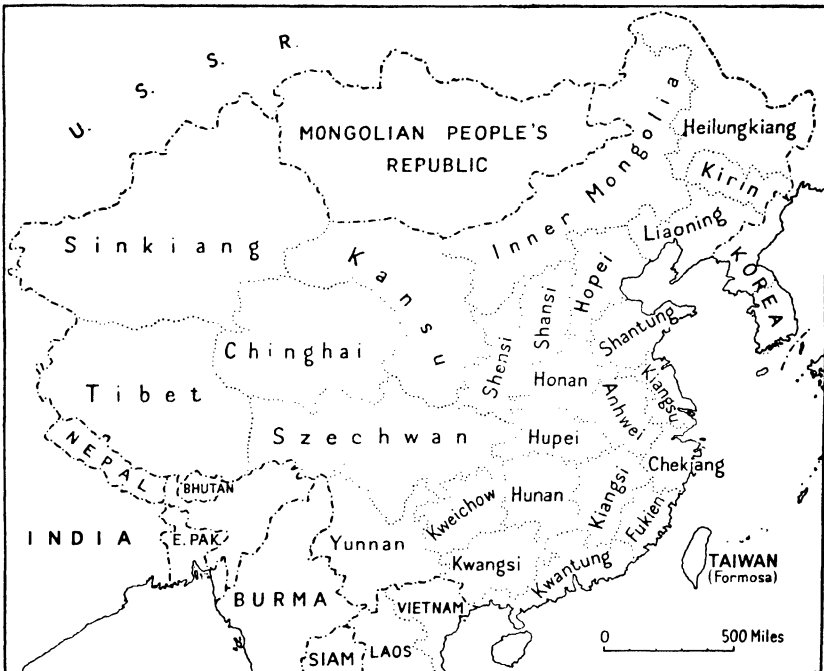 U. S. S. R.
MONGOLIAN PEOPLE'S
REPUBLIC
Inner Mongolia
Heilungkiang
Kirin
Liaoning
KOREA
Sinkiang
Kansu
Hopei
Shansi
Shensi
Shantung
Chinghai
Tibet
Honan
Kiangsu
Anhwei
Szechwan
Hupei
Chekiang
NEPAL
BHUTAN
Kweichow
Hunan
Kiangsi
Fukien
INDIA
E. PAK.
Yunnan
Kwangsi
Kwantung
TAIWAN
(Formosa)
BURMA
VIETNAM
SIAM
LAOS
0 500 Miles